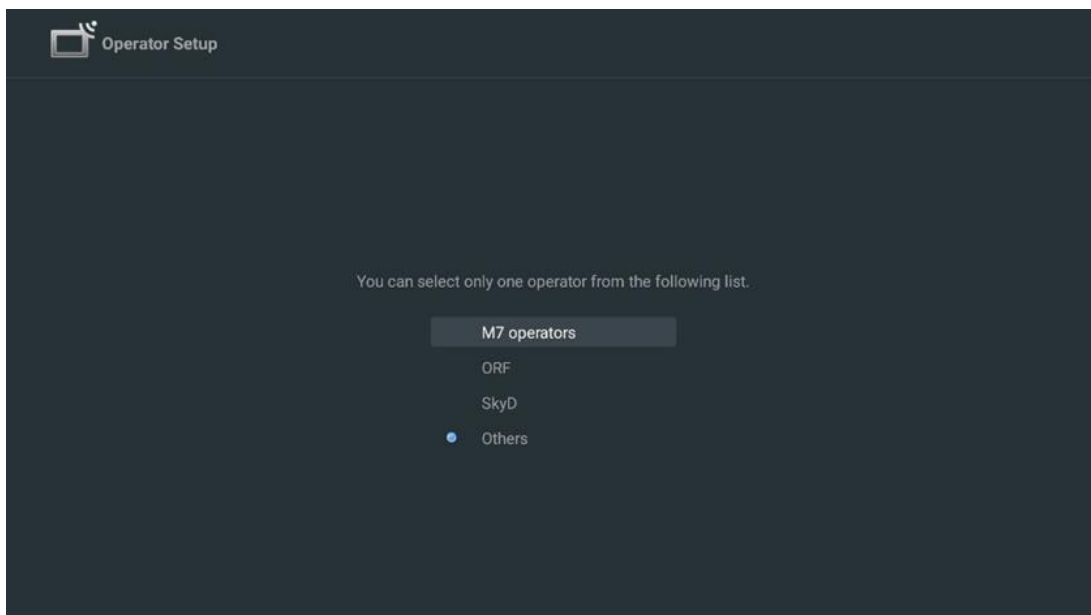 Operator Setup
You can select only one operator from the following list.
M7 operators
ORF
SkyD
Others